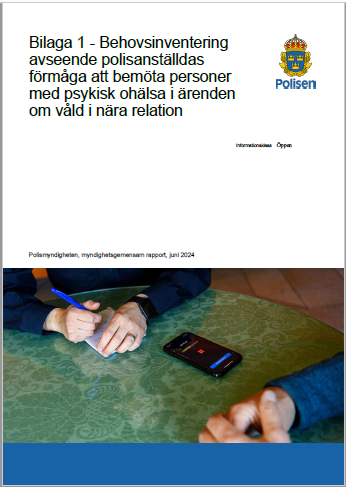 Bilaga 1 - Behovsinventering
avseende polisanställdas
förmåga att bemöta personer
med psykisk ohälsa i ärenden
om våld i nära relation
Polisen
Informationsklass Öppen
Polismyndigheten, myndighetsgemensam rapport, juni 2024